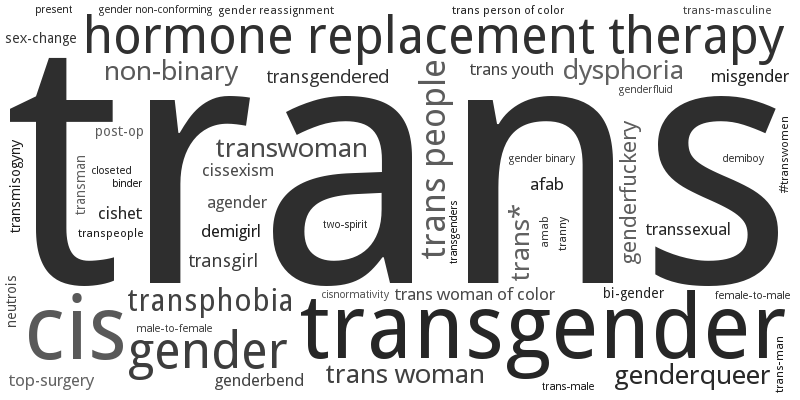 present
gender non-conforming
gender reassignment
trans person of color
trans-masculine
sex-change
hormone replacement therapy
non-binary
transgendered
trans youth
dysphoria
misgender
genderfluid
trans
trans people
post-op
transwoman
transmisogyny
transman
closeted
binder
cissexism
gender binary
demiboy
#transwomen
afab
genderfuckery
cishet
agender
transpeople
demigirl
two-spirit
transgenders
trans*
amab
tranny
transsexual
transgirl
neutrois
cis
transphobia
cisnormativity
trans woman of color
bi-gender
female-to-male
male-to-female
gender
transgender
top-surgery
genderbend
trans woman
trans-male
genderqueer
trans-man